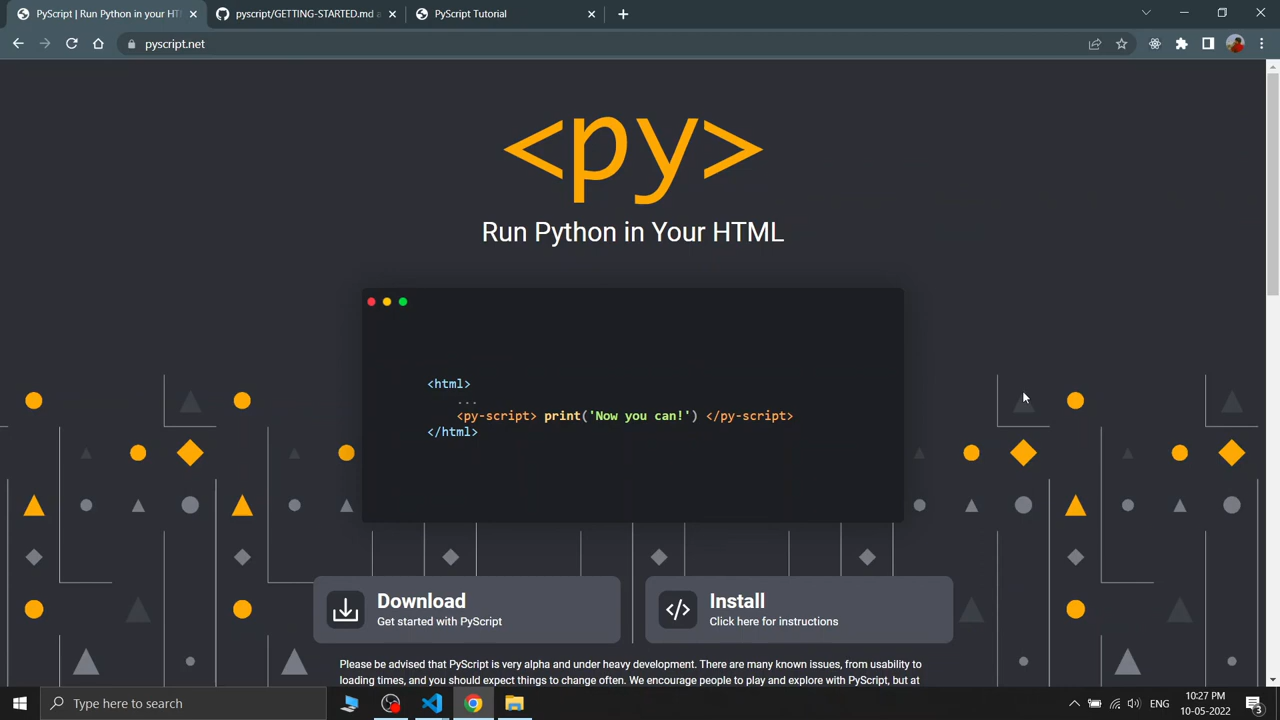 PyScript | Run Python in your HT
pyscript/GETTING-STARTED.md a
PyScript Tutorial
pyscript.net
<py>
Run Python in Your HTML
<html>
...
<py-script> print('Now you can!') </py-script>
</html>
Download
Get started with PyScript
Install
Click here for instructions
Please be advised that PyScript is very alpha and under heavy development. There are many known issues, from usability to
loading times, and you should expect things to change often. We encourage people to play and explore with PyScript, but at
Type here to search
ENG
10:27 PM
10-05-2022
3